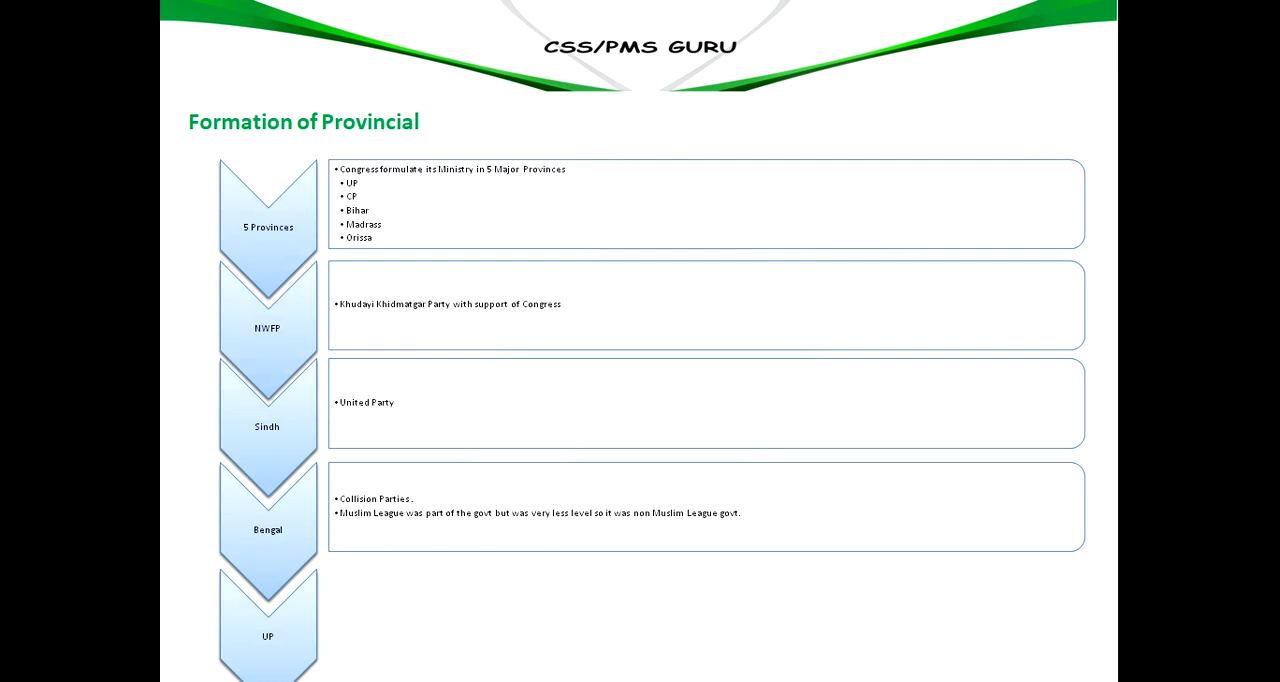 CSS/PMS GURU
Formation of Provincial
5 Provinces
• Congress formulate its Ministry in 5 Major Provinces
• UP
• CP
• Bihar
• Madrass
• Orissa
NWFP
• Khudayi Khidmatgar Party with support of Congress
Sindh
• United Party
Bengal
• Collision Parties.
• Muslim League was part of the govt but was very less level so it was non Muslim League govt.
UP